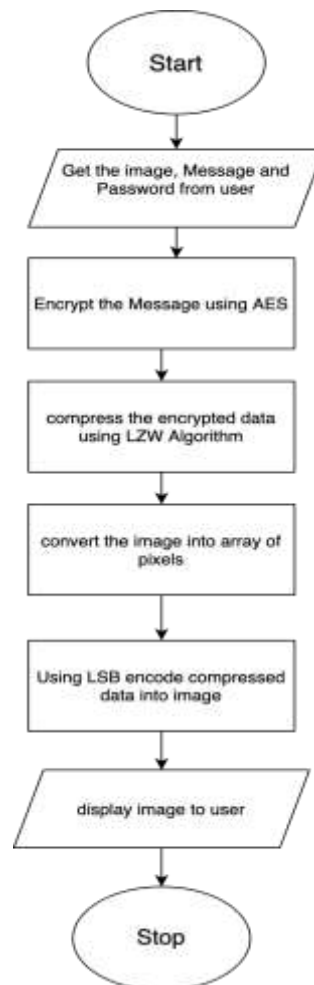 Start
Get the image, Message and
Password from user
Encrypt the Message using AES
compress the encrypted data
using LZW Algorithm
convert the image into array of
pixels
Using LSB encode compressed
data into image
display image to user
Stop